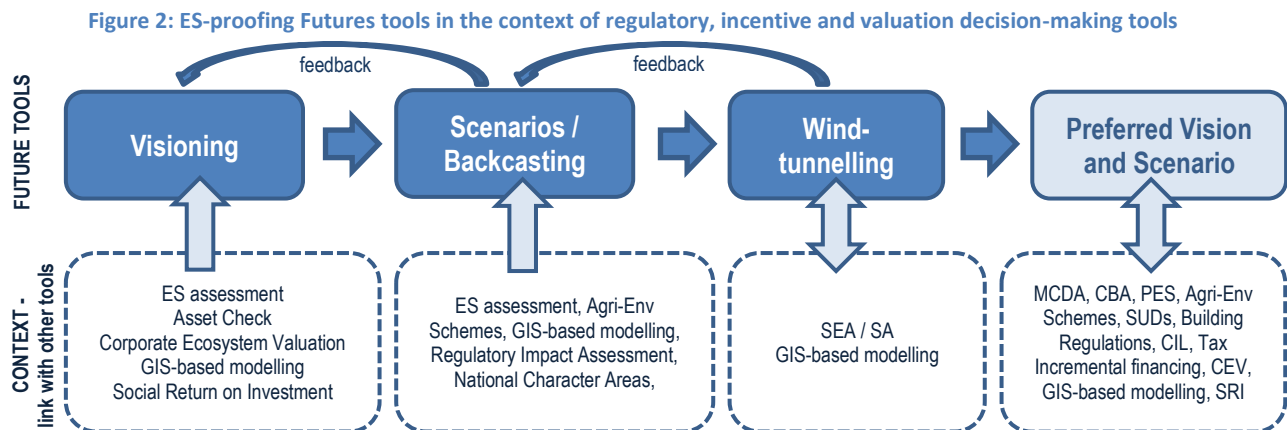 Figure 2: ES-proofing Futures tools in the context of regulatory, incentive and valuation decision-making tools
feedback
feedback
FUTURE TOOLS
Visioning
Scenarios /
Backcasting
Wind-
tunnelling
Preferred Vision
and Scenario
CONTEXT -
link with other tools
ES assessment
Asset Check
Corporate Ecosystem Valuation
GIS-based modelling
Social Return on Investment
ES assessment, Agri-Env
Schemes, GIS-based modelling,
Regulatory Impact Assessment,
National Character Areas,
SEA / SA
GIS-based modelling
MCDA, CBA, PES, Agri-Env
Schemes, SUDs, Building
Regulations, CIL, Tax
Incremental financing, CEV,
GIS-based modelling, SRI